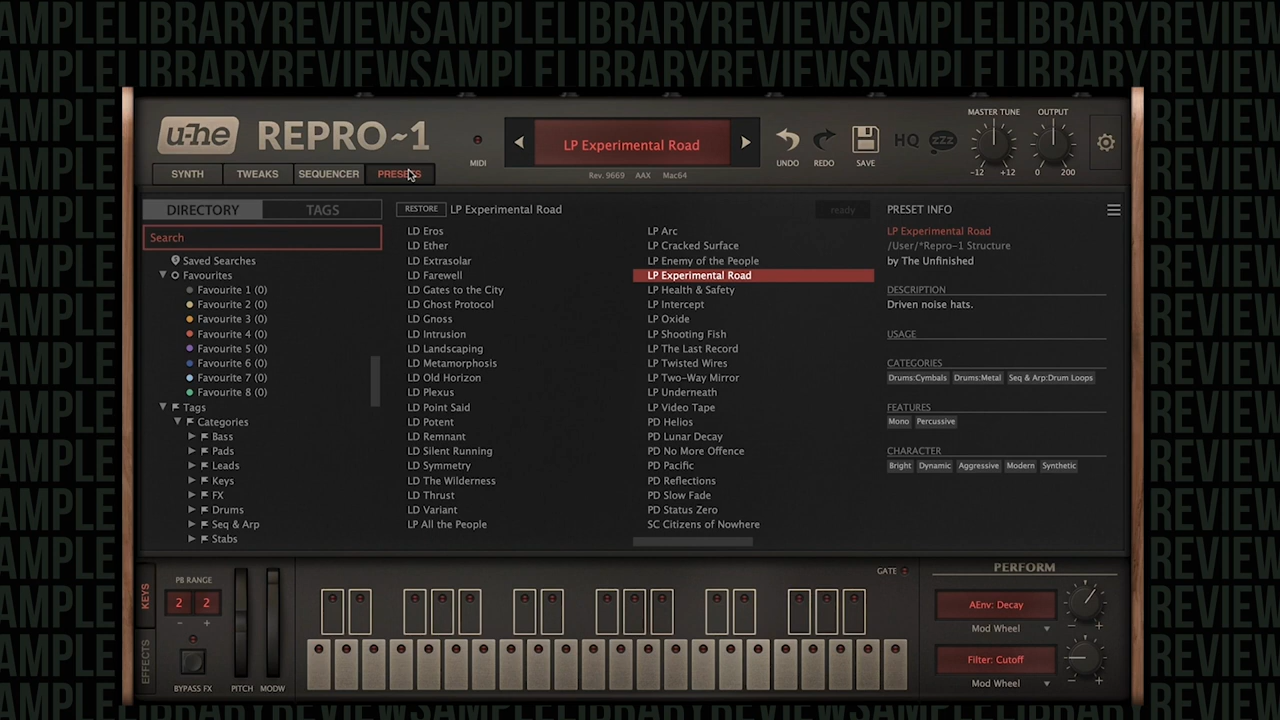 SAMPLELIBRARYREVIEWS
u-he REPRO~1
MIDI
LP Experimental Road
Rev. 9669 AAX Mac64
UNDO REDO SAVE
HQ zzz
MASTER TUNE
-12 +12
OUTPUT
0 200
SYNTH TWEAKS SEQUENCER PRESETS
DIRECTORY TAGS
Search
Saved Searches
Favourites
Favourite 1 (0)
Favourite 2 (0)
Favourite 3 (0)
Favourite 4 (0)
Favourite 5 (0)
Favourite 6 (0)
Favourite 7 (0)
Favourite 8 (0)
Tags
Categories
Bass
Pads
Leads
Keys
FX
Drums
Seq & Arp
Stabs
RESTORE LP Experimental Road
ready
LD Eros
LD Ether
LD Extrasolar
LD Farewell
LD Gates to the City
LD Ghost Protocol
LD Gnoss
LD Intrusion
LD Landscaping
LD Metamorphosis
LD Old Horizon
LD Plexus
LD Point Said
LD Potent
LD Remnant
LD Silent Running
LD Symmetry
LD The Wilderness
LD Thrust
LD Variant
LP All the People
LP Arc
LP Cracked Surface
LP Enemy of the People
LP Experimental Road
LP Health & Safety
LP Intercept
LP Oxide
LP Shooting Fish
LP The Last Record
LP Twisted Wires
LP Two-Way Mirror
LP Underneath
LP Video Tape
PD Helios
PD Lunar Decay
PD No More Offence
PD Pacific
PD Reflections
PD Slow Fade
PD Status Zero
SC Citizens of Nowhere
PRESET INFO
LP Experimental Road
/User/*Repro-1 Structure
by The Unfinished
DESCRIPTION
Driven noise hats.
USAGE
CATEGORIES
Drums:Cymbals Drums:Metal Seq & Arp:Drum Loops
FEATURES
Mono Percussive
CHARACTER
Bright Dynamic Aggressive Modern Synthetic
KEYS
EFFECTS
PB RANGE
2 2
- +
BYPASS FX
PITCH MODW
GATE
PERFORM
AEnv: Decay
Mod Wheel
- +
Filter: Cutoff
Mod Wheel
- +